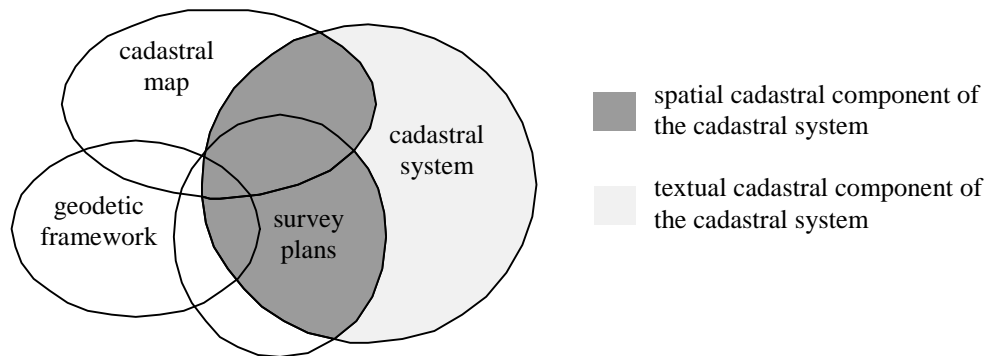 cadastral
map
cadastral
system
geodetic
framework
survey
plans
spatial cadastral component of
the cadastral system
textual cadastral component of
the cadastral system